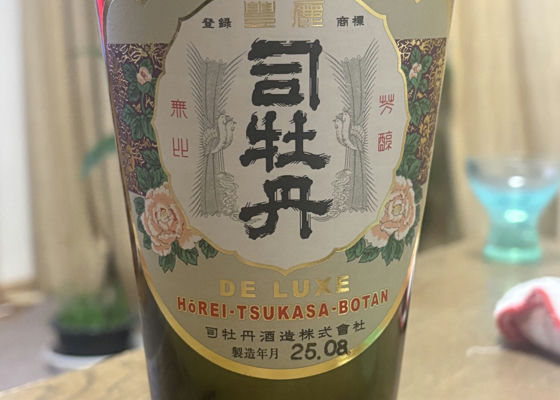 登録 豊麗 商標
無比
司牡丹
芳醇
DE LUXE
HōREI-TSUKASA-BOTAN
司牡丹酒造株式會社
製造年月 25.08